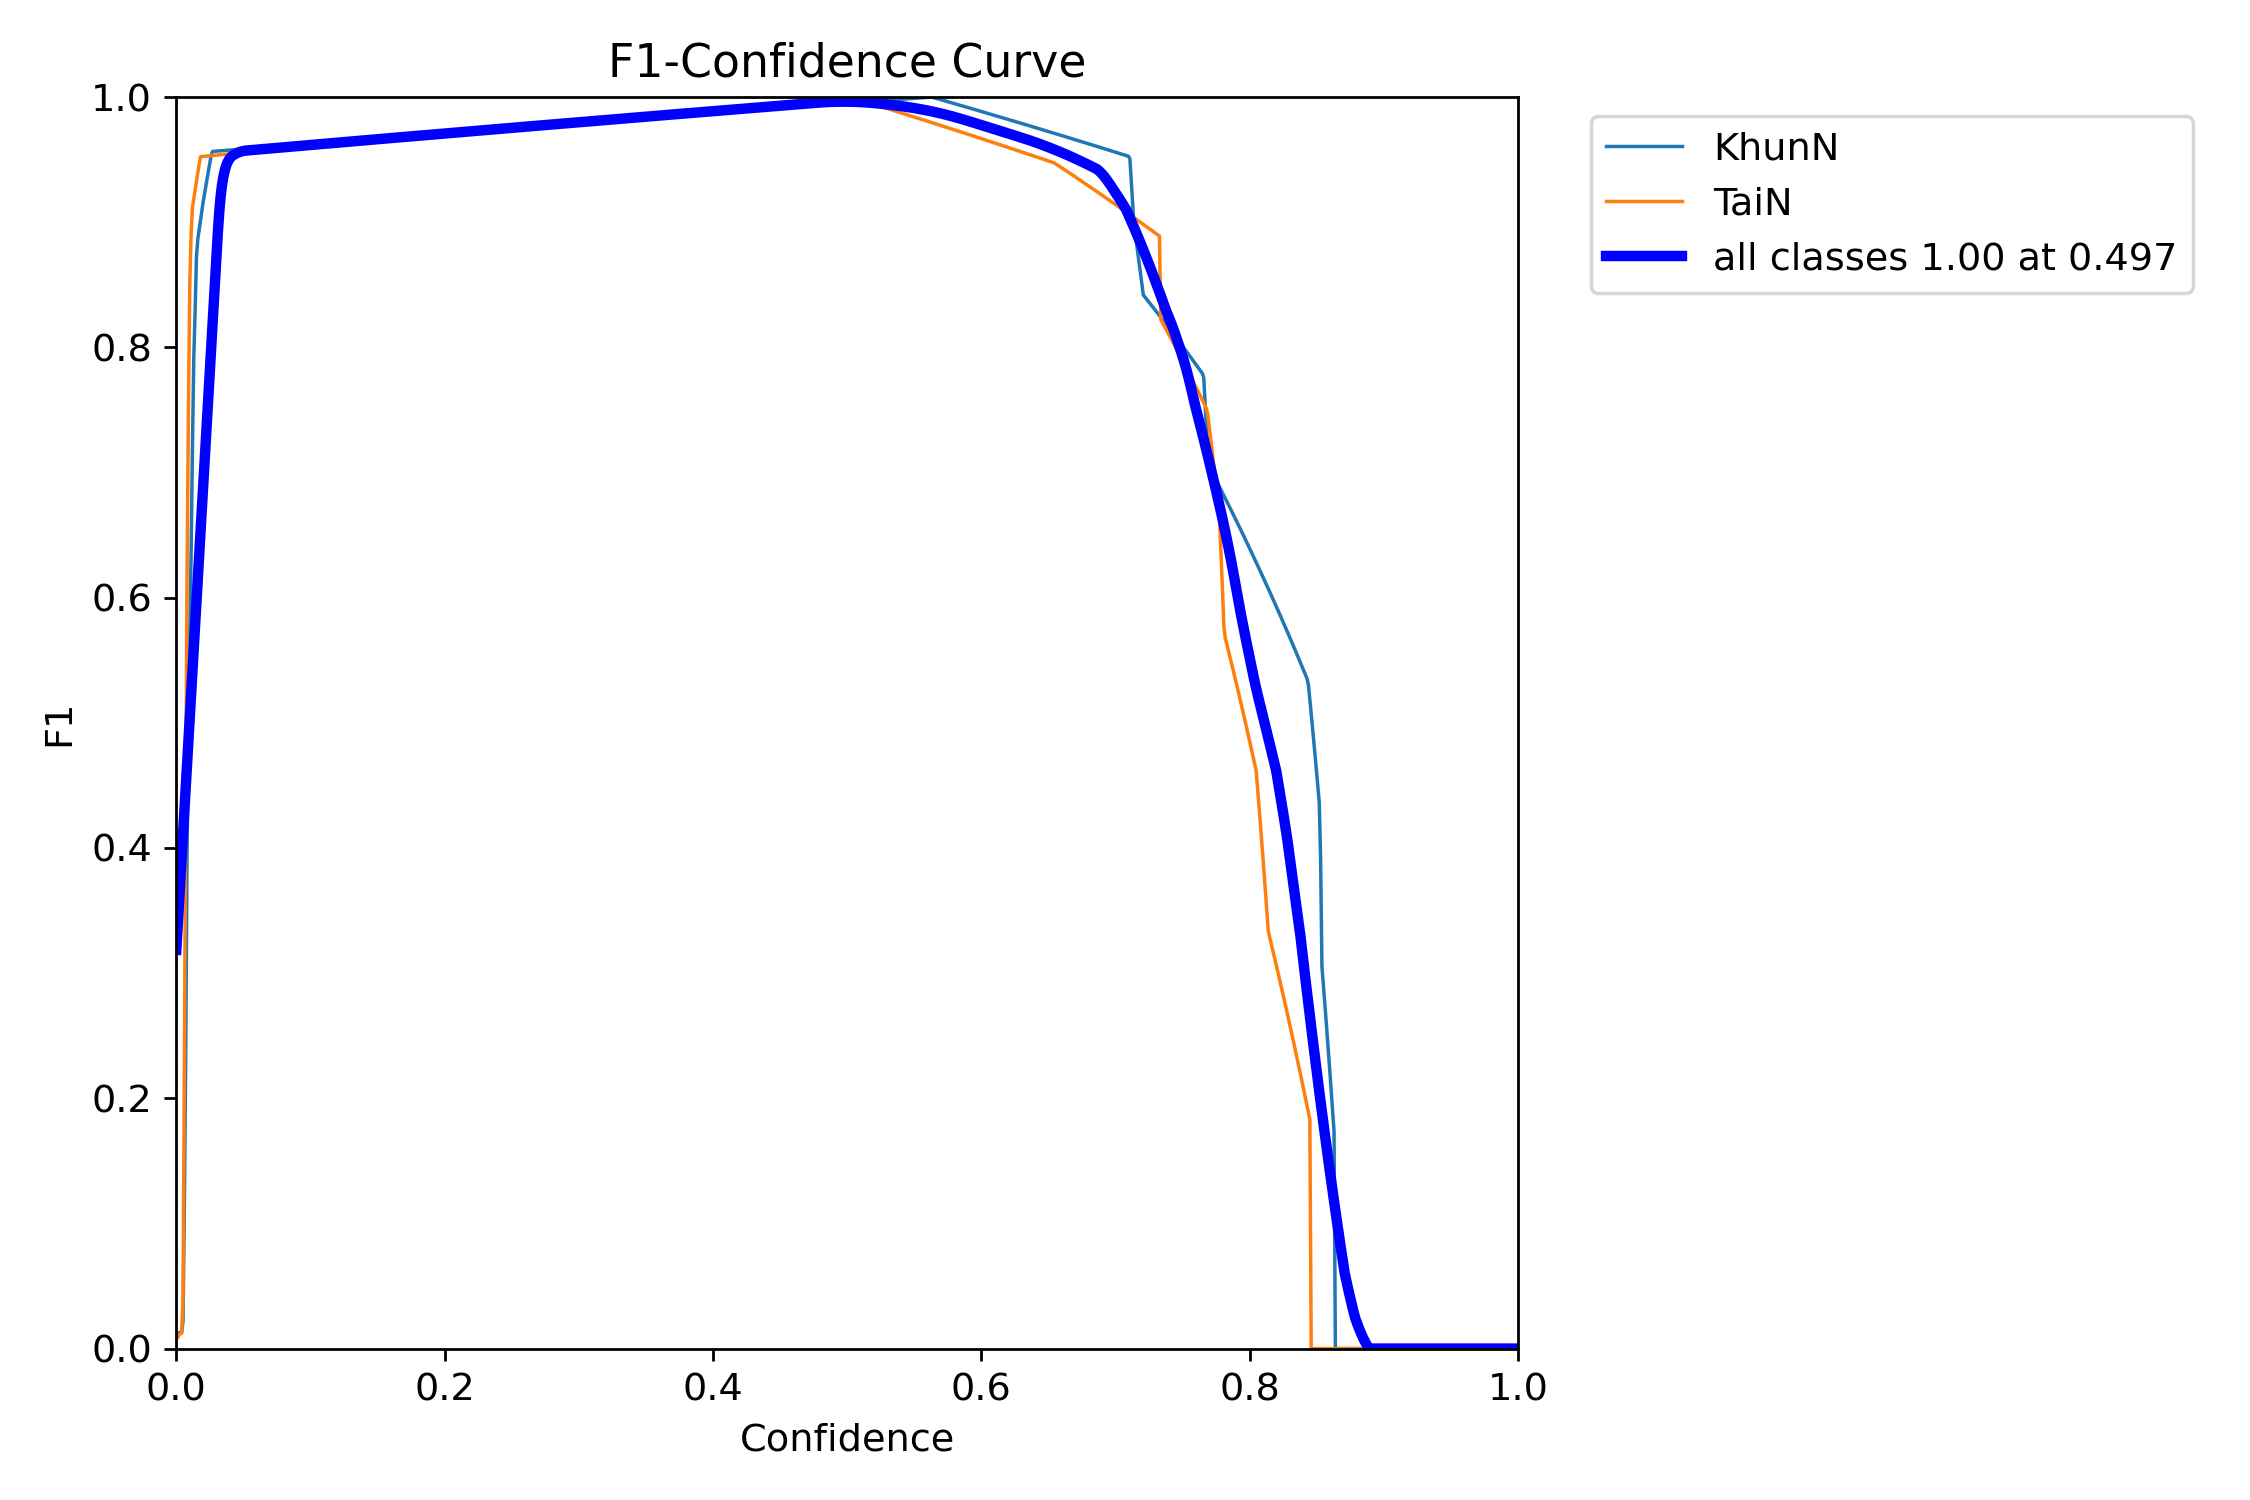 F1-Confidence Curve
1.0
0.8
0.6
0.4
0.2
0.0
F1
0.0 0.2 0.4 0.6 0.8 1.0
Confidence
KhunN
TaiN
all classes 1.00 at 0.497